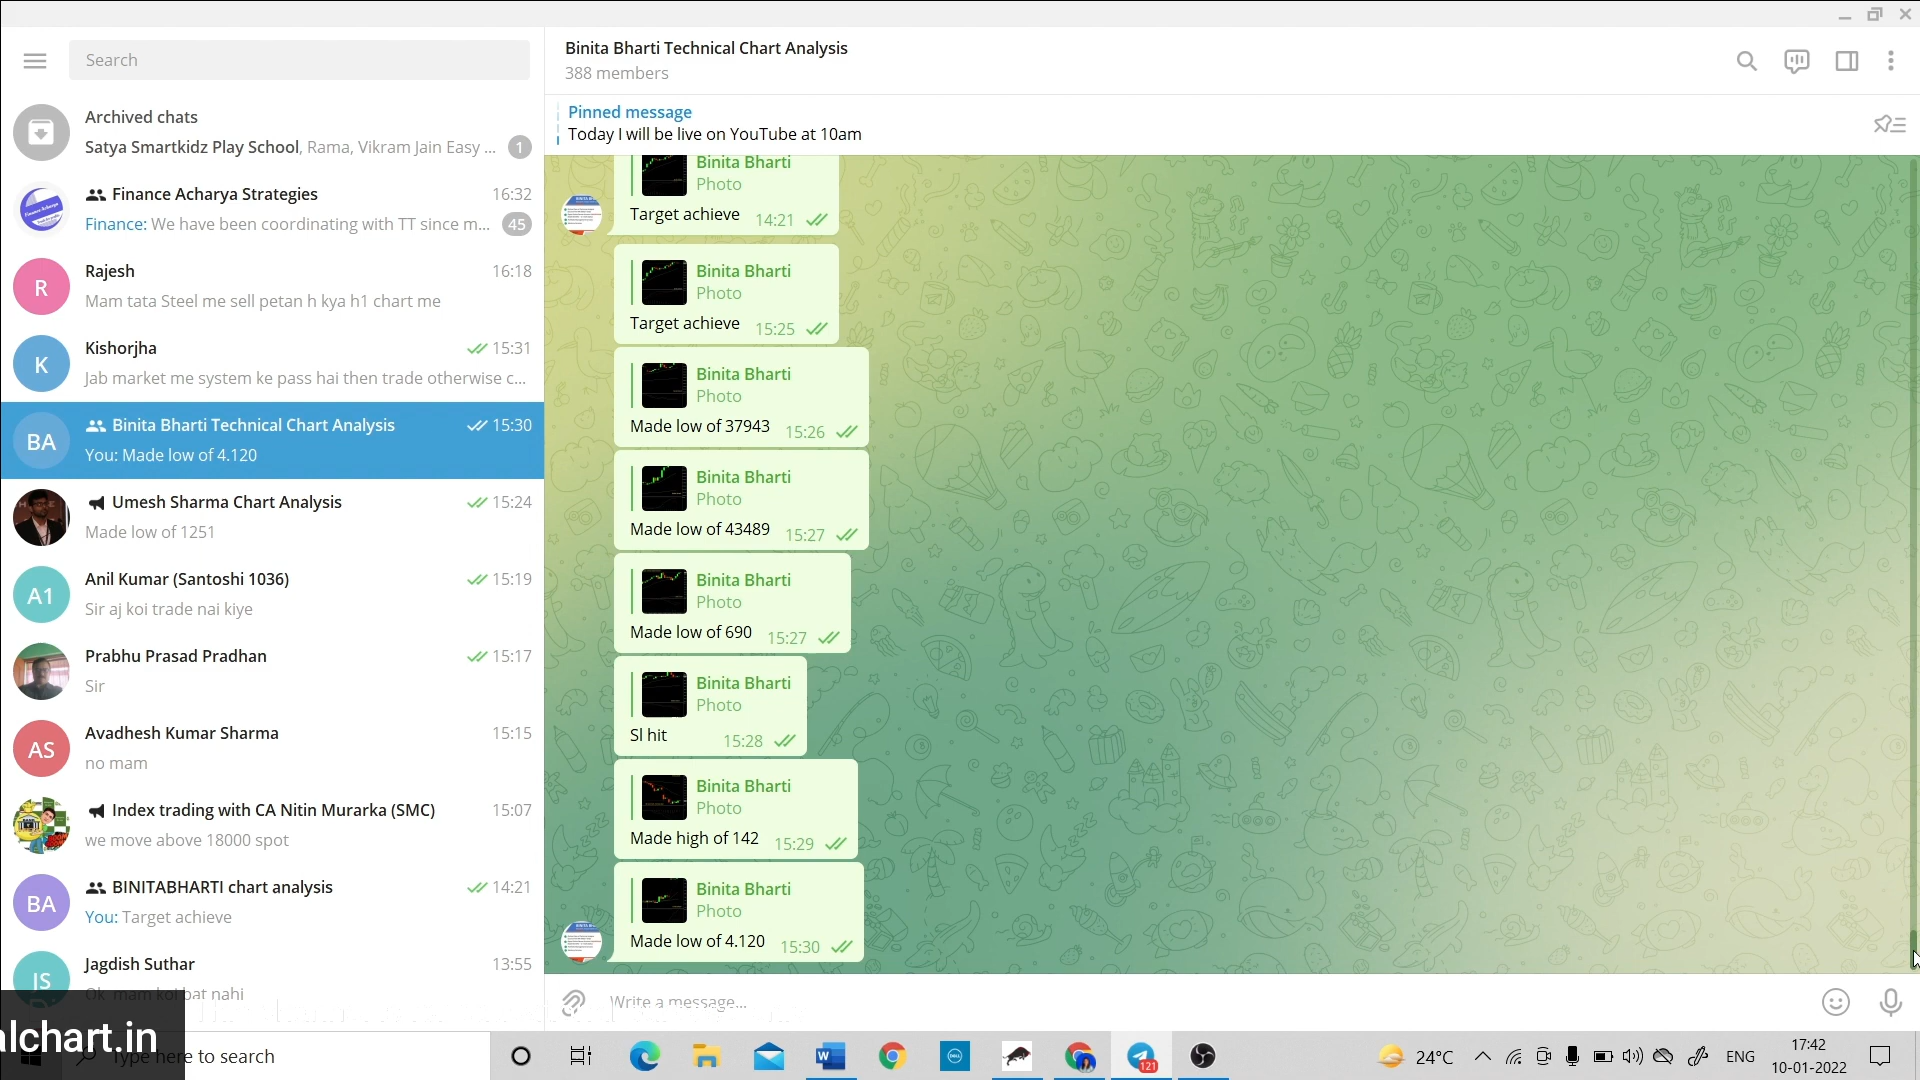 Search
Archived chats
Satya Smartkidz Play School, Rama, Vikram Jain Easy ...
1
Finance Acharya Strategies
16:32
Finance: We have been coordinating with TT since m...
45
R
Rajesh
16:18
Mam tata Steel me sell petan h kya h1 chart me
K
Kishorjha
15:31
Jab market me system ke pass hai then trade otherwise c...
BA
Binita Bharti Technical Chart Analysis
15:30
You: Made low of 4.120
Umesh Sharma Chart Analysis
15:24
Made low of 1251
A1
Anil Kumar (Santoshi 1036)
15:19
Sir aj koi trade nai kiye
Prabhu Prasad Pradhan
15:17
Sir
AS
Avadhesh Kumar Sharma
15:15
no mam
Index trading with CA Nitin Murarka (SMC)
15:07
we move above 18000 spot
BA
BINITABHARTI chart analysis
14:21
You: Target achieve
JS
Jagdish Suthar
13:55
Ok mam koi bat nahi
Binita Bharti Technical Chart Analysis
388 members
Pinned message
Today I will be live on YouTube at 10am
Binita Bharti
Photo
Target achieve 14:21
Binita Bharti
Photo
Target achieve 15:25
Binita Bharti
Photo
Made low of 37943 15:26
Binita Bharti
Photo
Made low of 43489 15:27
Binita Bharti
Photo
Made low of 690 15:27
Binita Bharti
Photo
Sl hit 15:28
Binita Bharti
Photo
Made high of 142 15:29
Binita Bharti
Photo
Made low of 4.120 15:30
Write a message...
alchart.in
Type here to search
DELL
121
24°C
ENG
17:42
10-01-2022